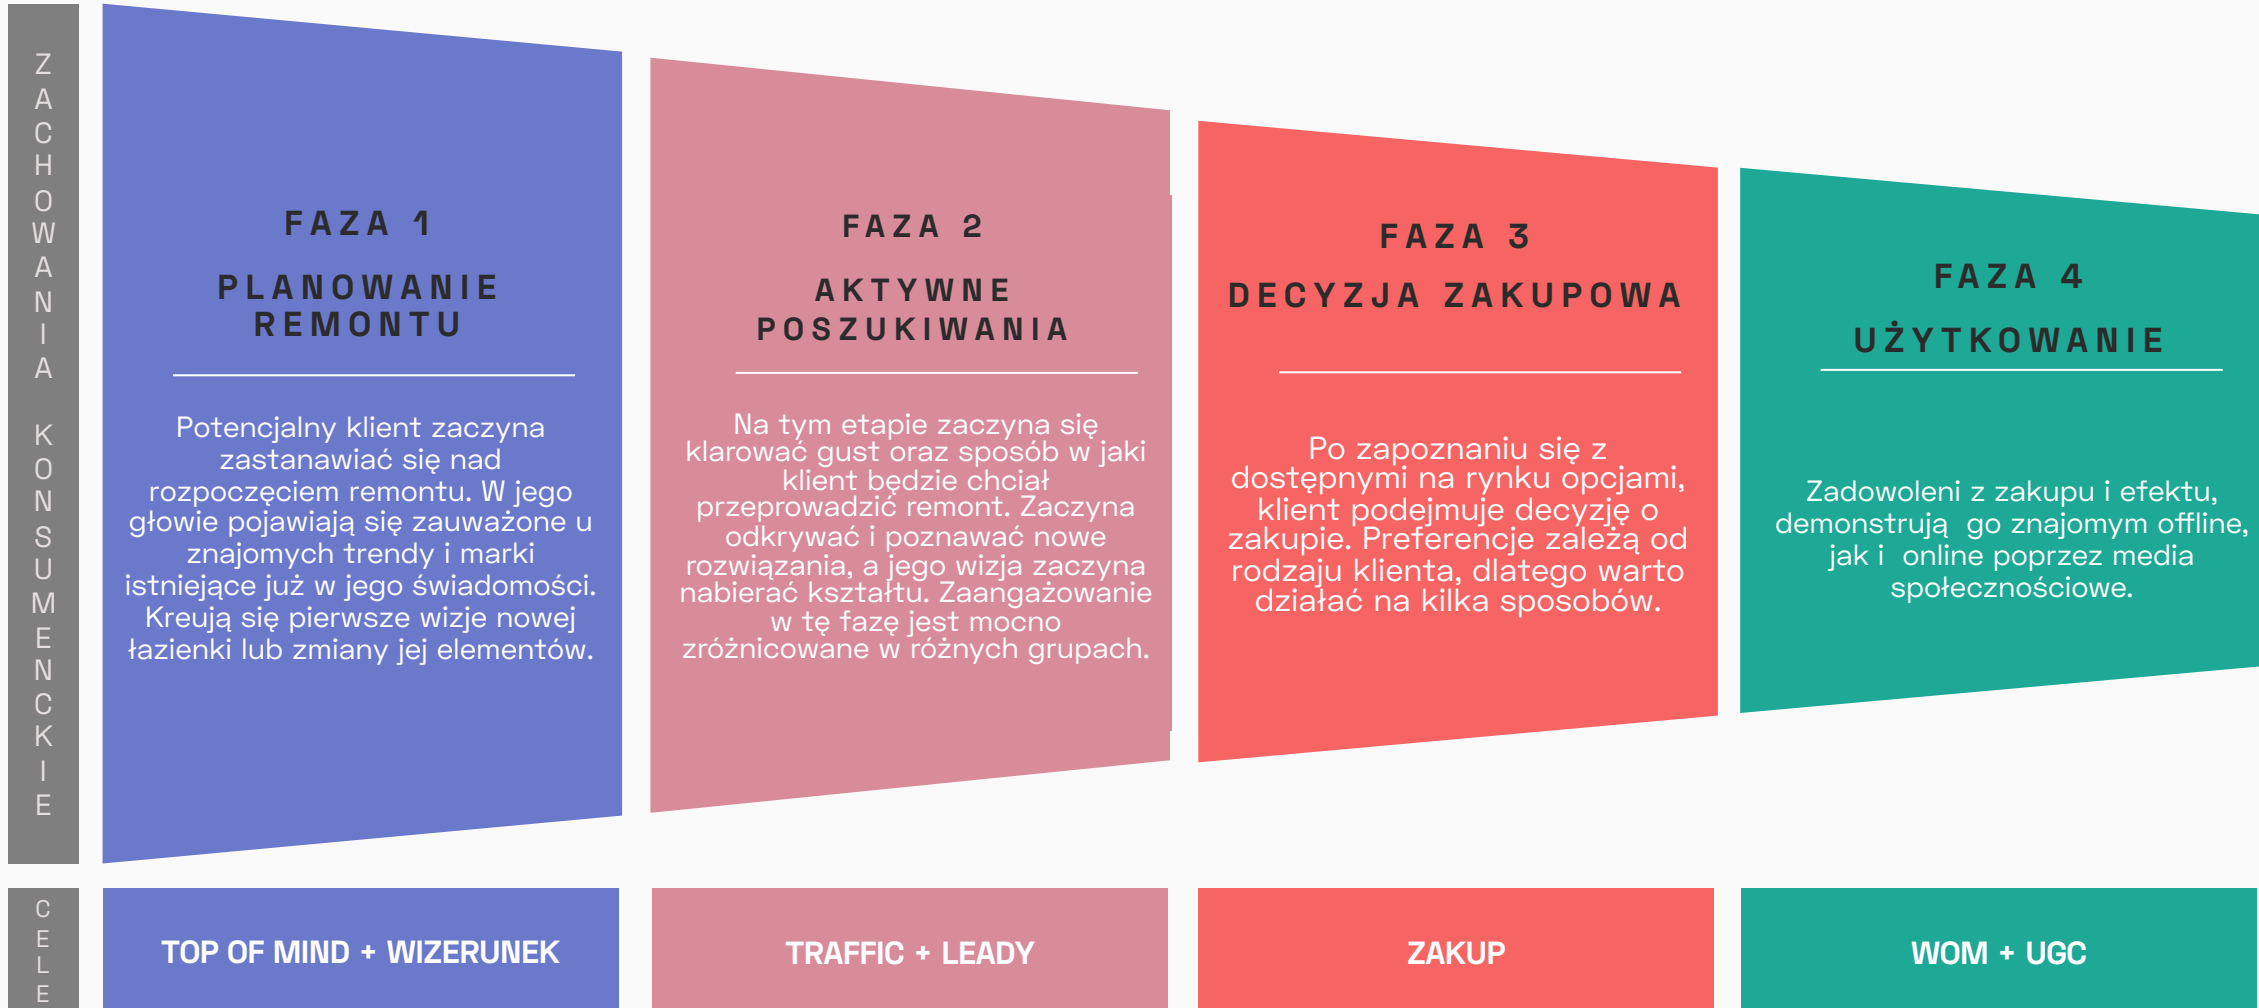 ZACHOWANIA KONSUMENCKIE
FAZA 1
PLANOWANIE
REMONTU
Potencjalny klient zaczyna
zastanawiać się nad
rozpoczęciem remontu. W jego
głowie pojawiają się zauważone u
znajomych trendy i marki
istniejące już w jego świadomości.
Kreują się pierwsze wizje nowej
łazienki lub zmiany jej elementów.
FAZA 2
AKTYWNE
POSZUKIWANIA
Na tym etapie zaczyna się
klarować gust oraz sposób w jaki
klient będzie chciał
przeprowadzić remont. Zaczyna
odkrywać i poznawać nowe
rozwiązania, a jego wizja zaczyna
nabierać kształtu. Zaangażowanie
w tę fazę jest mocno
zróżnicowane w różnych grupach.
FAZA 3
DECYZJA ZAKUPOWA
Po zapoznaniu się z
dostępnymi na rynku opcjami,
klient podejmuje decyzję o
zakupie. Preferencje zależą od
rodzaju klienta, dlatego warto
działać na kilka sposobów.
FAZA 4
UŻYTKOWANIE
Zadowoleni z zakupu i efektu,
demonstrują go znajomym offline,
jak i online poprzez media
społecznościowe.
CELE
TOP OF MIND + WIZERUNEK
TRAFFIC + LEADY
ZAKUP
WOM + UGC